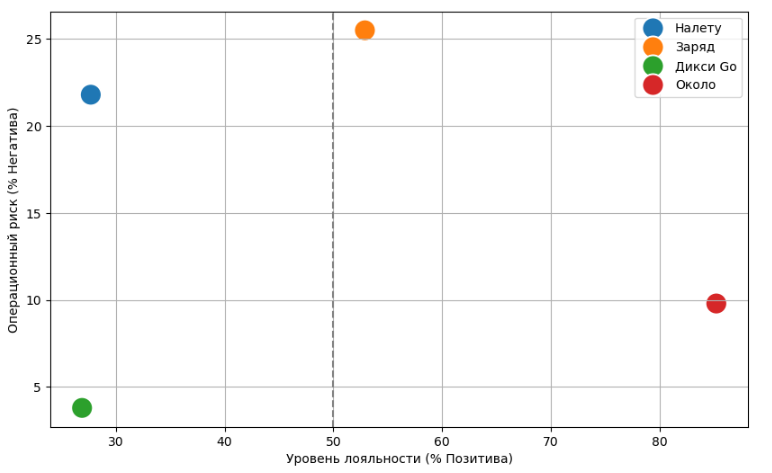 Налету
Заряд
Дикси Go
Около
25
20
15
10
5
30
40
50
60
70
80
Операционный риск (% Негатива)
Уровень лояльности (% Позитива)